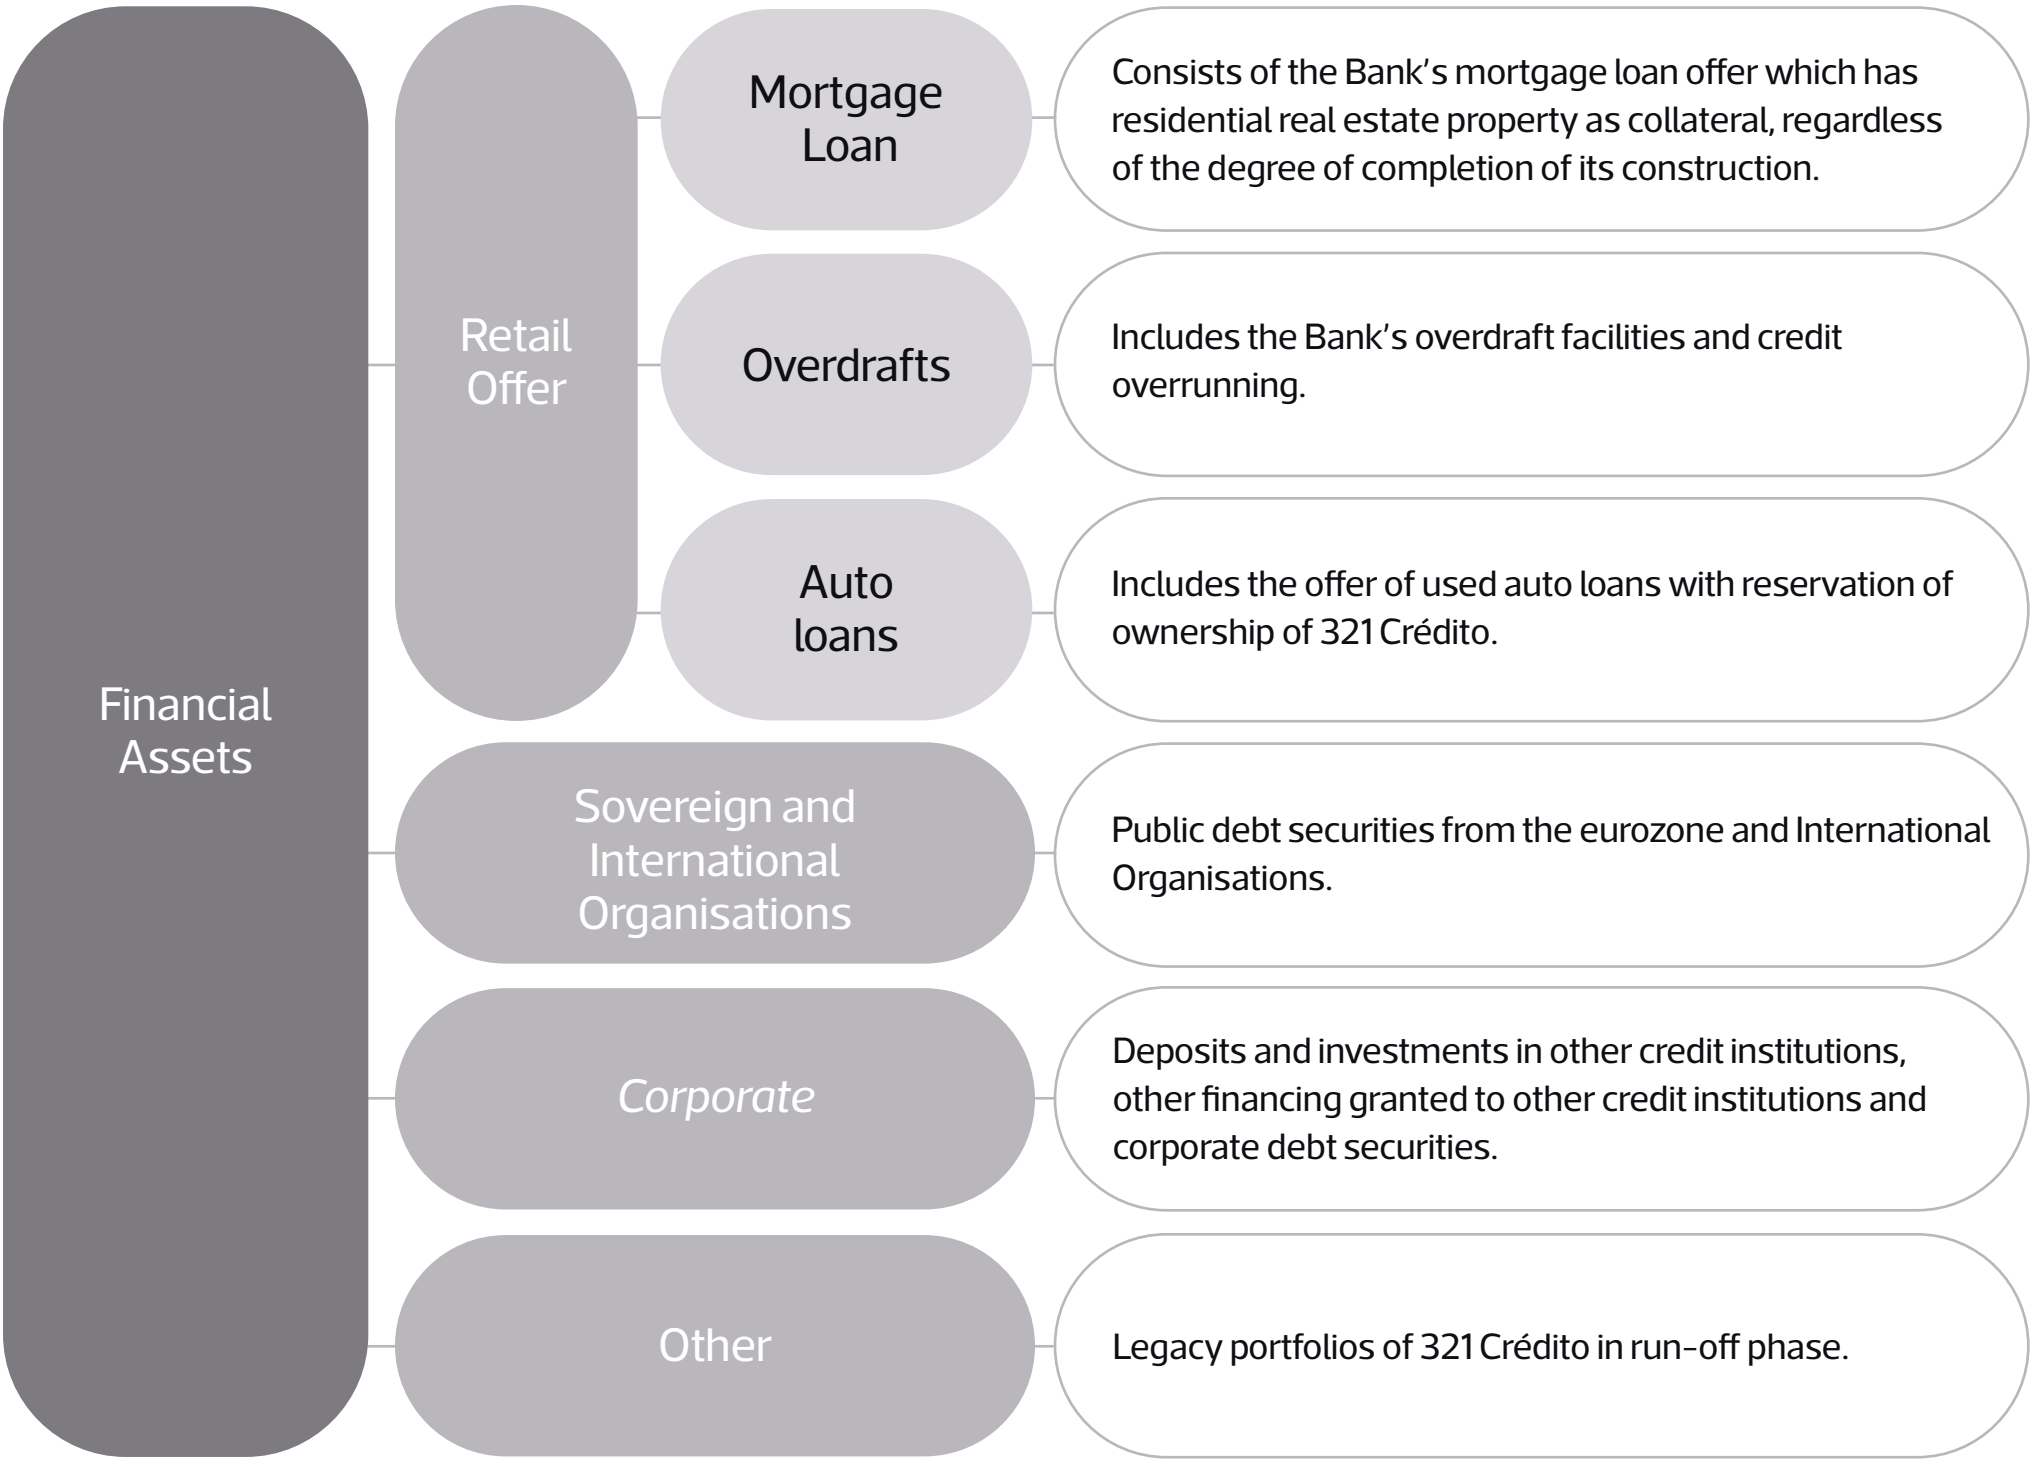 Financial
Assets
Retail
Offer
Mortgage
Loan
Consists of the Bank's mortgage loan offer which has
residential real estate property as collateral, regardless
of the degree of completion of its construction.
Overdrafts
Includes the Bank's overdraft facilities and credit
overrunning.
Auto
loans
Includes the offer of used auto loans with reservation of
ownership of 321 Crédito.
Sovereign and
International
Organisations
Public debt securities from the eurozone and International
Organisations.
Corporate
Deposits and investments in other credit institutions,
other financing granted to other credit institutions and
corporate debt securities.
Other
Legacy portfolios of 321 Crédito in run-off phase.